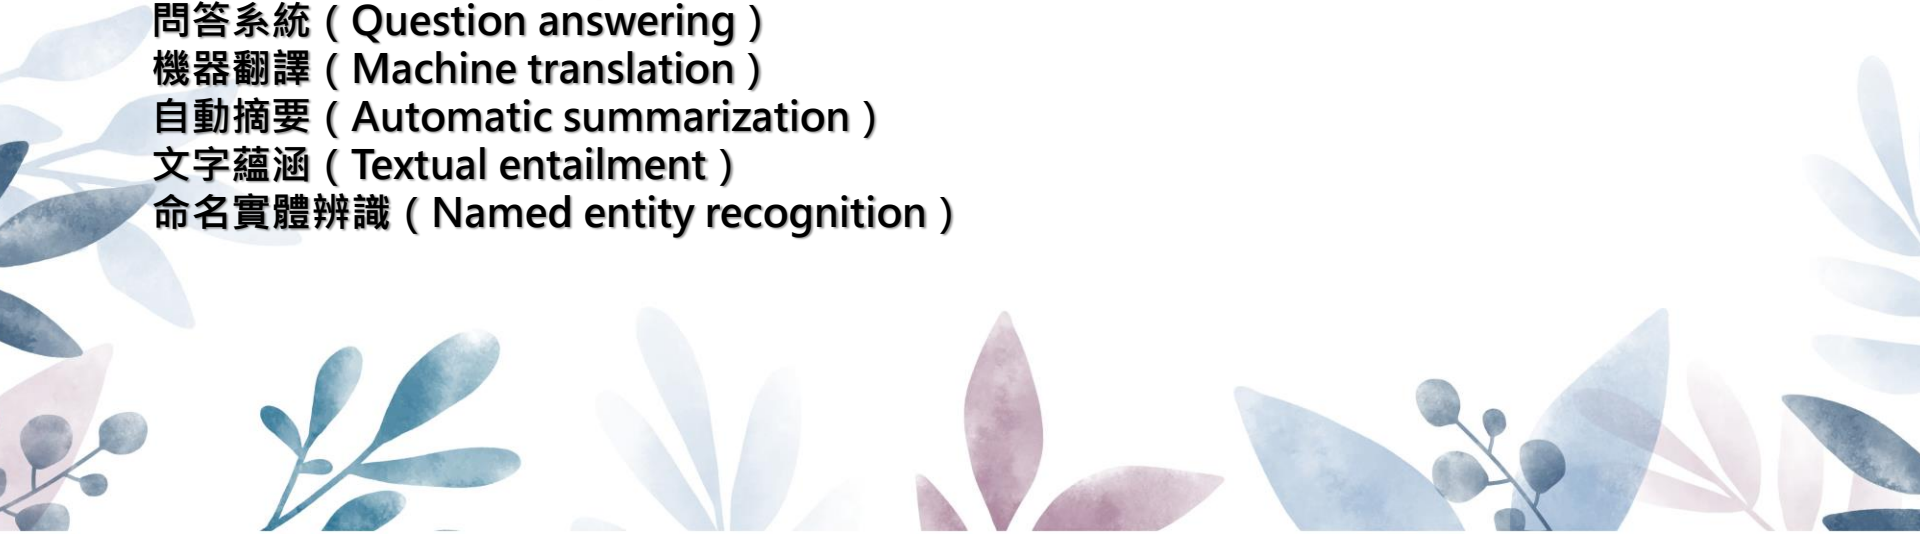 問答系統（Question answering）
機器翻譯（Machine translation）
自動摘要（Automatic summarization）
文字蘊涵（Textual entailment）
命名實體辨識（Named entity recognition）